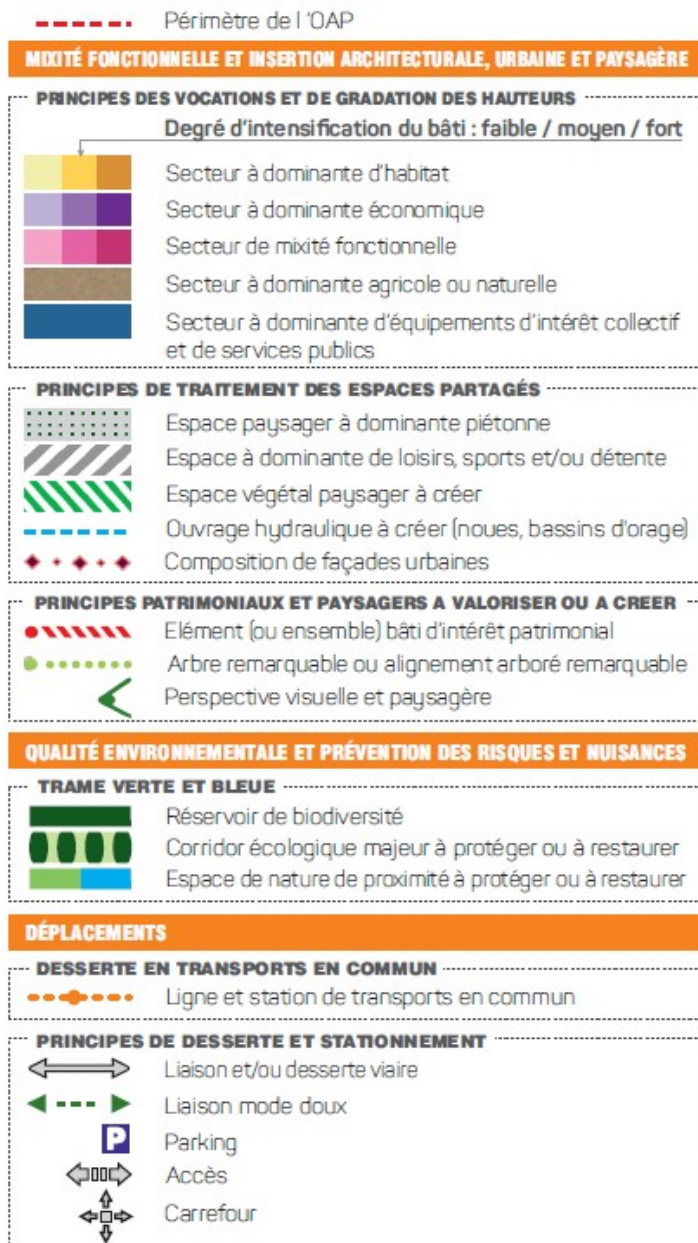 Périmètre de l 'OAP
MIXITÉ FONCTIONNELLE ET INSERTION ARCHITECTURALE, URBAINE ET PAYSAGÈRE
PRINCIPES DES VOCATIONS ET DE GRADATION DES HAUTEURS
Degré d'intensification du bâti : faible / moyen / fort
Secteur à dominante d'habitat
Secteur à dominante économique
Secteur de mixité fonctionnelle
Secteur à dominante agricole ou naturelle
Secteur à dominante d'équipements d'intérêt collectif
et de services publics
PRINCIPES DE TRAITEMENT DES ESPACES PARTAGÉS
Espace paysager à dominante piétonne
Espace à dominante de loisirs, sports et/ou détente
Espace végétal paysager à créer
Ouvrage hydraulique à créer (noues, bassins d'orage)
Composition de façades urbaines
PRINCIPES PATRIMONIAUX ET PAYSAGERS A VALORISER OU A CREER
Elément (ou ensemble) bâti d'intérêt patrimonial
Arbre remarquable ou alignement arboré remarquable
Perspective visuelle et paysagère
QUALITÉ ENVIRONNEMENTALE ET PRÉVENTION DES RISQUES ET NUISANCES
TRAME VERTE ET BLEUE
Réservoir de biodiversité
Corridor écologique majeur à protéger ou à restaurer
Espace de nature de proximité à protéger ou à restaurer
DÉPLACEMENTS
DESSERTE EN TRANSPORTS EN COMMUN
Ligne et station de transports en commun
PRINCIPES DE DESSERTE ET STATIONNEMENT
Liaison et/ou desserte viaire
Liaison mode doux
P Parking
Accès
Carrefour